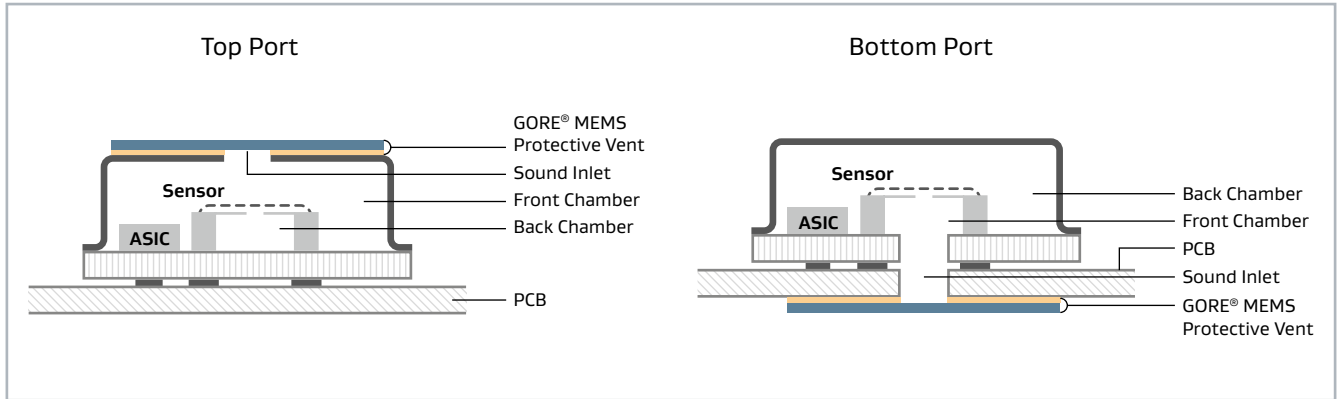 Top Port
GORE® MEMS
Protective Vent
Sound Inlet
Sensor
Front Chamber
Back Chamber
ASIC
PCB
Bottom Port
Sensor
Back Chamber
Front Chamber
ASIC
PCB
Sound Inlet
GORE® MEMS
Protective Vent